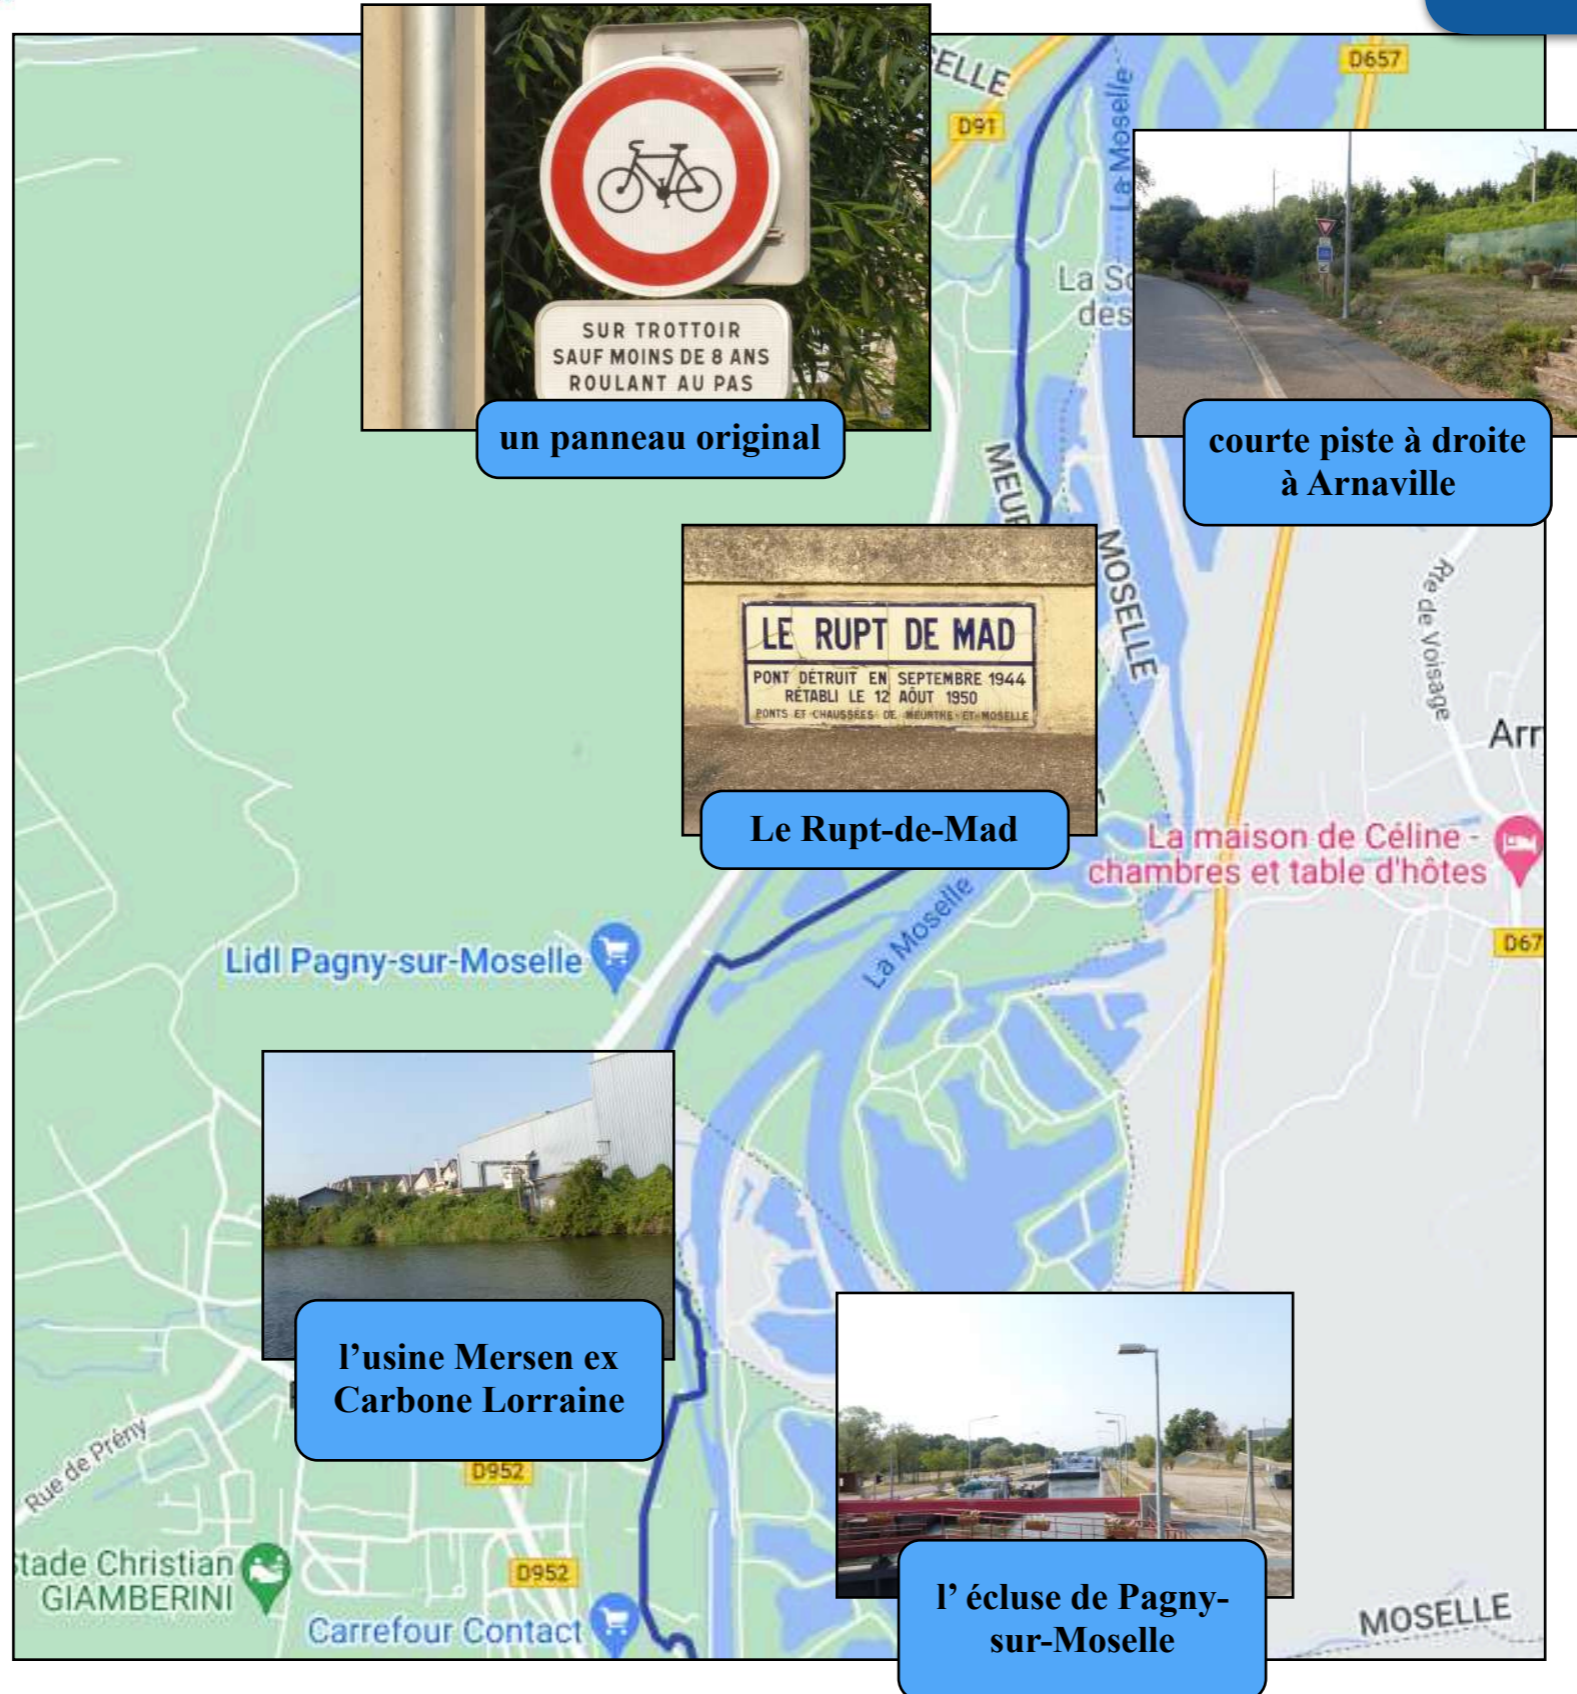 D657
D91
La Moselle
SUR TROTTOIR
SAUF MOINS DE 8 ANS
ROULANT AU PAS
un panneau original
courte piste à droite
à Arnaville
La
des
MOSELLE
LE RUPT DE MAD
PONT DÉTRUIT EN SEPTEMBRE 1944
RÉTABLI LE 12 AÔUT 1950
PONTS ET CHAUSSÉES DE MEURTHE-ET-MOSELLE
Le Rupt-de-Mad
Rte de Voisage
La maison de Céline -
chambres et table d'hôtes
La Moselle
Lidl Pagny-sur-Moselle
D67
l'usine Mersen ex
Carbone Lorraine
Rue de Prény
D952
D952
Stade Christian
GIAMBERINI
Carrefour Contact
l' écluse de Pagny-
sur-Moselle
MOSELLE